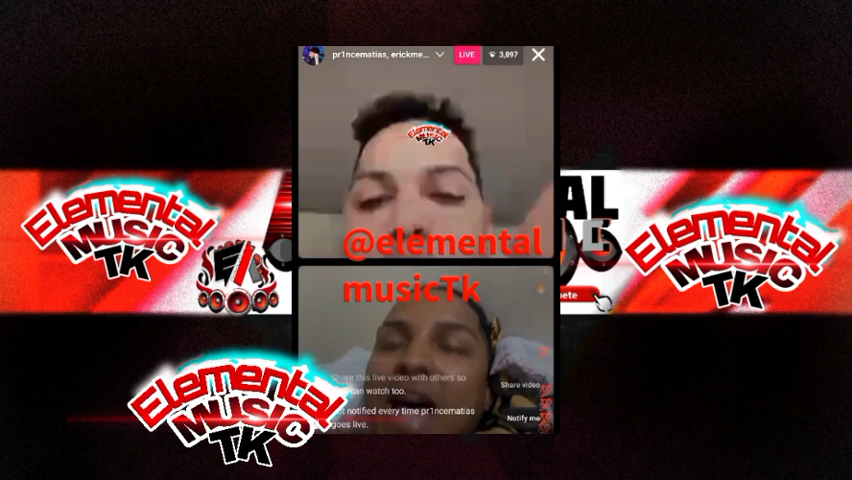 pr1ncematias, erickme...
LIVE
3,897
Elemental
MUSIC
TK
Elemental
MUSIC
TK
AL
Elemental
MUSIC
TK
@elemental
musicTk
Share this live video with others so
can watch too.
Share video
et notified every time pr1ncematias
goes live.
Notify me
Elemental
MUSIC
TK